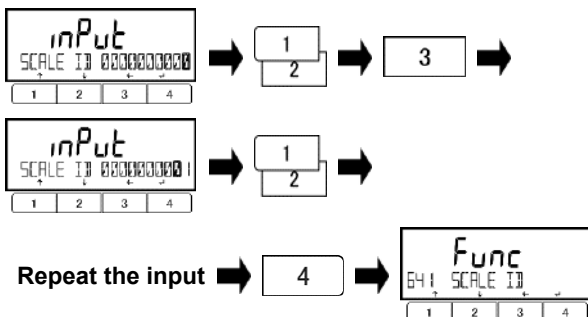 inPut
SCALE ID 0000000000
↑ ↓ ← ↵
1 2 3 4
1
2
3
inPut
SCALE ID 0000000001
↑ ↓ ← ↵
1 2 3 4
1
2
Repeat the input
4
Func
641 SCALE ID
↑ ↓ ← ↵
1 2 3 4